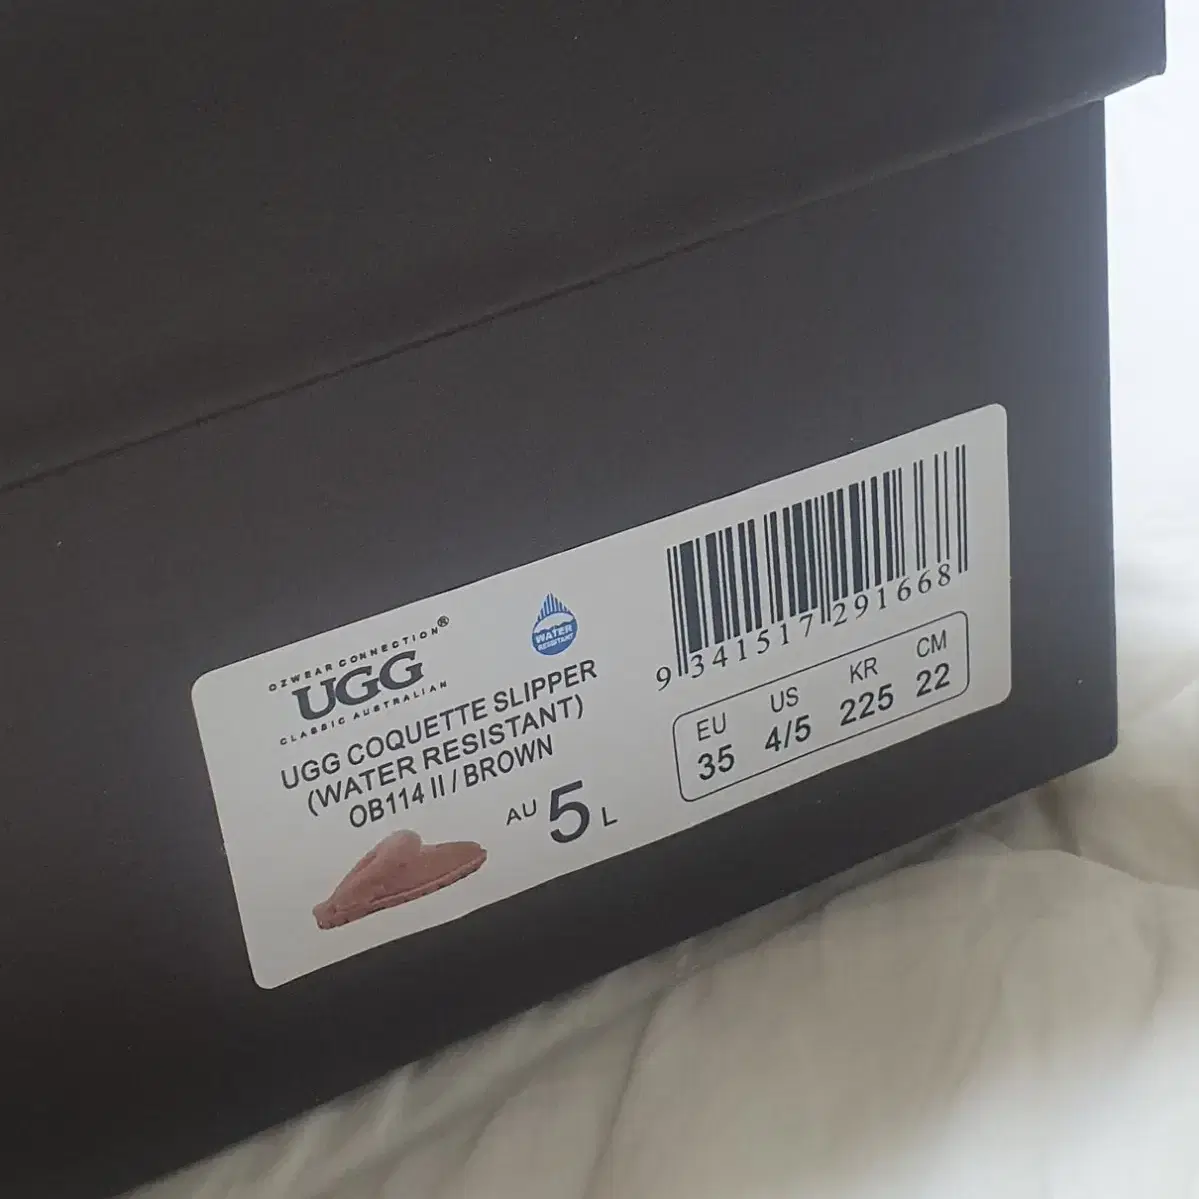 OZWEAR CONNECTION®
UGG
CLASSIC AUSTRALIAN
WATER
RESISTANT
UGG COQUETTE SLIPPER
(WATER RESISTANT)
OB114 II / BROWN
AU 5 L
9 341517 291668
EU US KR CM
35 4/5 225 22